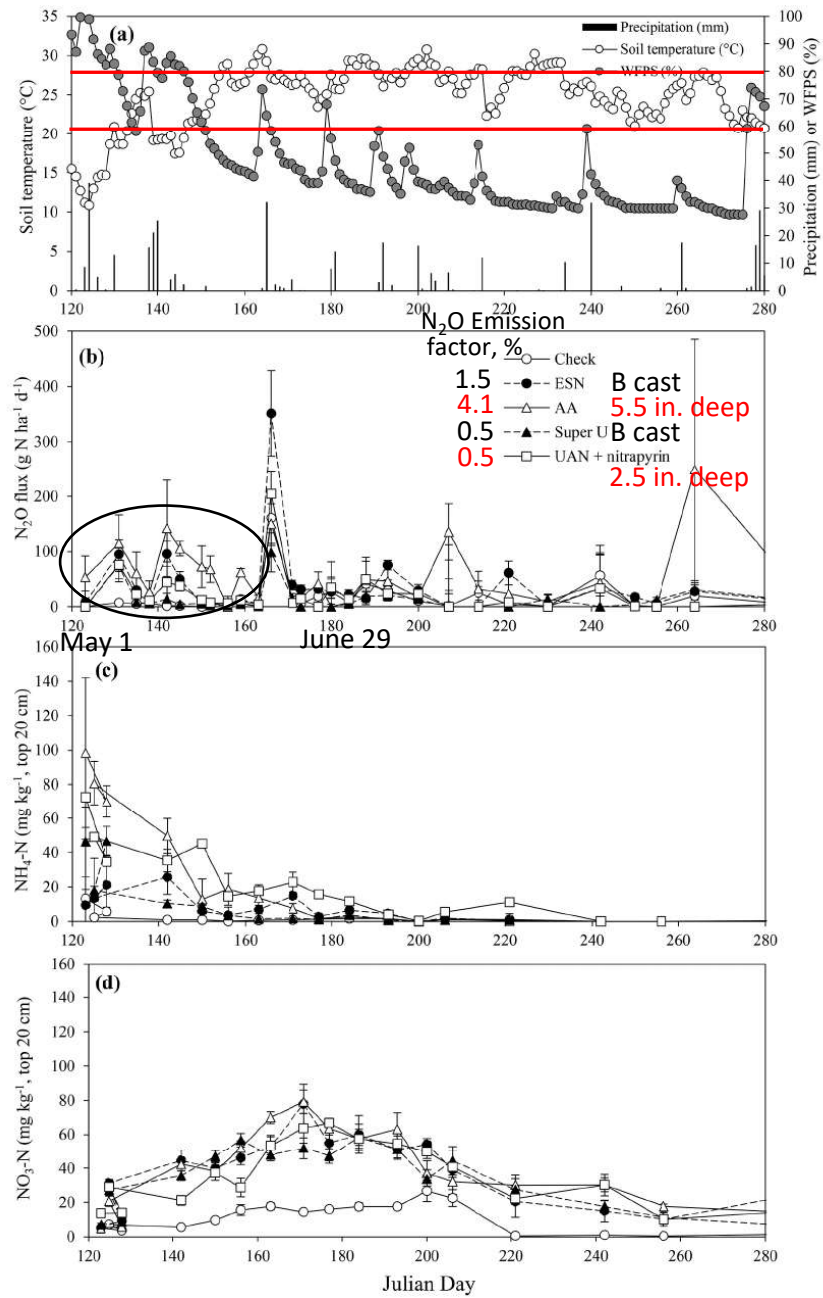 (a)
Precipitation (mm)
Soil temperature (°C)
WFPS (%)
35
30
25
20
15
10
5
0
Soil temperature (°C)
100
90
80
70
60
50
40
30
20
10
0
Precipitation (mm) or WFPS (%)
120 140 160 180 200 220 240 260 280
N₂O Emission
factor, %
(b)
Check
1.5 ESN B cast
4.1 AA 5.5 in. deep
0.5 Super U B cast
0.5 UAN + nitrapyrin
2.5 in. deep
500
400
300
200
100
0
N₂O flux (g N ha⁻¹ d⁻¹)
120 140 160 180 200 220 240 260 280
May 1 June 29
(c)
160
140
120
100
80
60
40
20
0
NH₄-N (mg kg⁻¹, top 20 cm)
120 140 160 180 200 220 240 260 280
(d)
160
140
120
100
80
60
40
20
0
NO₃-N (mg kg⁻¹, top 20 cm)
120 140 160 180 200 220 240 260 280
Julian Day